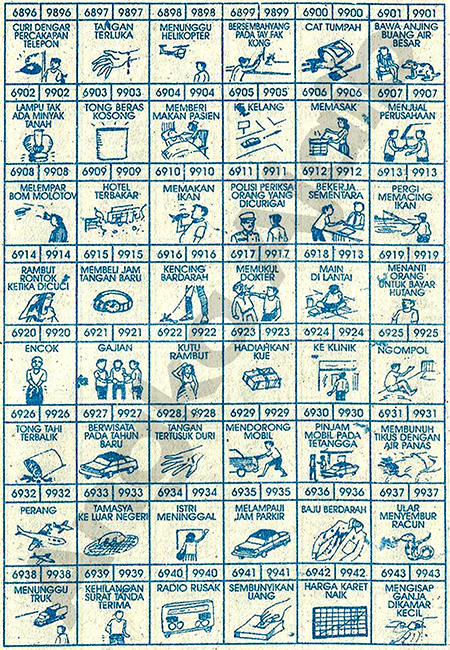 6896 9896 6897 9897 6898 9898 6899 9899 6900 9900 6901 9901
CURI DENGAR
PERCAKAPAN
TELEPON
TANGAN
TERLUKA
MENUNGGU
HELIKOPTER
BERSEMBAHYANG
PADA TAY FAK
KONG
CAT TUMPAH
BAWA ANJING
BUANG AIR
BESAR
6902 9902 6903 9903 6904 9904 6905 9905 6906 9906 6907 9907
LAMPU TAK
ADA MINYAK
TANAH
TONG BERAS
KOSONG
MEMBERI
MAKAN PASIEN
KELANG
MEMASAK
MENJUAL
PERUSAHAAN
6908 9908 6909 9909 6910 9910 6911 9911 6912 9912 6913 9913
MELEMPAR
BOM MOLOTOV
HOTEL
TERBAKAR
MEMAKAN
IKAN
POLISI PERIKSA
ORANG YANG
DICURIGAI
BEKERJA
SEMENTARA
PERGI
MEMACING
IKAN
6914 9914 6915 9915 6916 9916 6917 9917 6918 9913 6919 9919
RAMBUT
RONTOK
KETIKA DICUCI
MEMBELI JAM
TANGAN BARU
KENCING
BARDARAH
MEMUKUL
DOKTER
MAIN
DI LANTAI
MENANTI
ORANG
UNTUK BAYAR
HUTANG
6920 9920 6921 9921 6922 9922 6923 9923 6924 9924 6925 9925
ENCOK
GAJIAN
KUTU
RAMBUT
HADIAHKAN
KUE
KE KLINIK
NGOMPOL
6926 9926 6927 9927 6928 9928 6929 9929 6930 9930 6931 9931
TONG TAHI
TERBALIK
BERWISATA
PADA TAHUN
BARU
TANGAN
TERTUSUK DURI
MENDORONG
MOBIL
PINJAM
MOBIL PADA
TETANGGA
MEMBUNUH
TIKUS DENGAN
AIR PANAS
6932 9932 6933 9933 6934 9934 6935 9935 6936 9936 6937 9937
PERANG
TAMASYA
KE LUAR NEGERI
ISTRI
MENINGGAL
MELAMPAUI
JAM PARKIR
BAJU BERDARAH
ULAR
MENYEMBUR
RACUN
6938 9938 6939 9939 6940 9940 6941 9941 6942 9942 6943 9943
MENUNGGU
TRUK
KEHILANGAN
SURAT TANDA
TERIMA
RADIO RUSAK
SEMBUNYIKAN
UANG
HARGA KARET
NAIK
MENGISAP
GANJA
DIKAMAR
KECIL